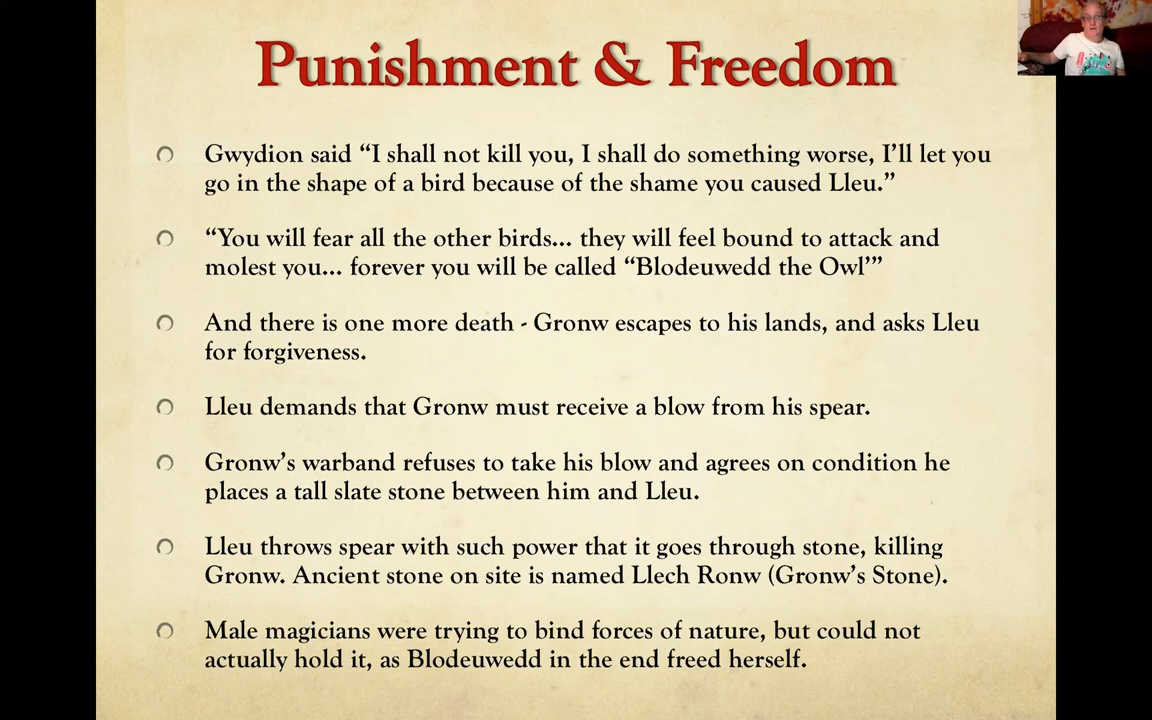 Punishment & Freedom
Gwydion said “I shall not kill you, I shall do something worse, I’ll let you
go in the shape of a bird because of the shame you caused Lleu.”
“You will fear all the other birds... they will feel bound to attack and
molest you... forever you will be called “Blodeuwedd the Owl’”
And there is one more death - Gronw escapes to his lands, and asks Lleu
for forgiveness.
Lleu demands that Gronw must receive a blow from his spear.
Gronw’s warband refuses to take his blow and agrees on condition he
places a tall slate stone between him and Lleu.
Lleu throws spear with such power that it goes through stone, killing
Gronw. Ancient stone on site is named Llech Ronw (Gronw’s Stone).
Male magicians were trying to bind forces of nature, but could not
actually hold it, as Blodeuwedd in the end freed herself.